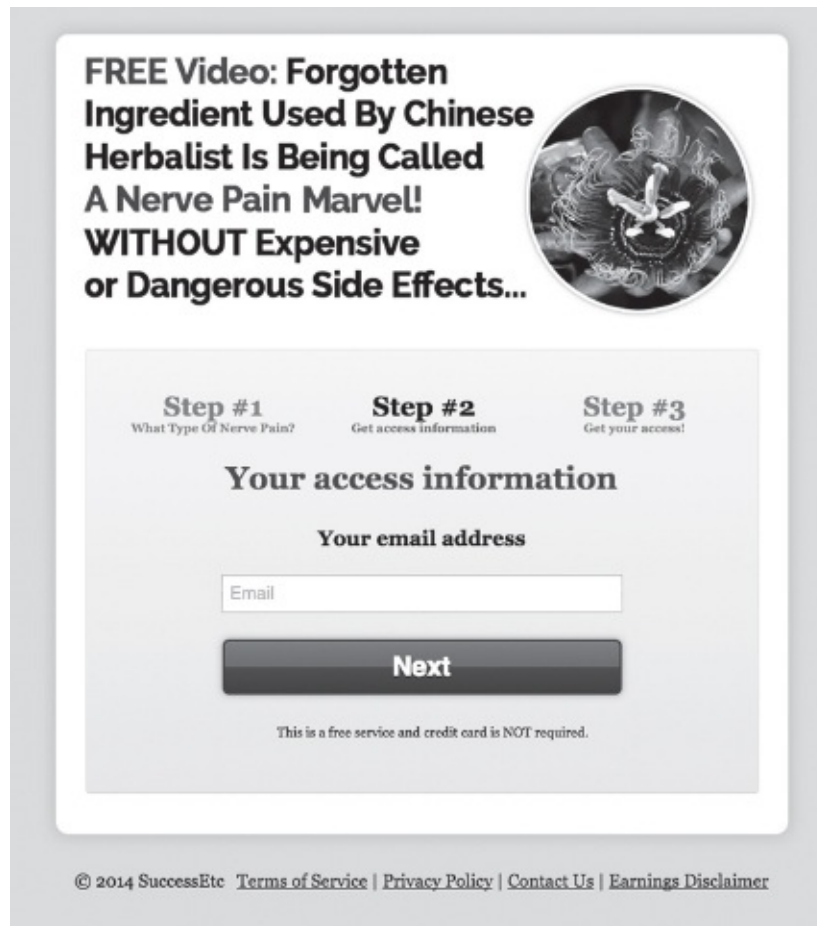 FREE Video: Forgotten
Ingredient Used By Chinese
Herbalist Is Being Called
A Nerve Pain Marvel!
WITHOUT Expensive
or Dangerous Side Effects...
Step #1 Step #2 Step #3
What Type Of Nerve Pain? Get access information Get your access!
Your access information
Your email address
Email
Next
This is a free service and credit card is NOT required.
© 2014 SuccessEtc Terms of Service | Privacy Policy | Contact Us | Earnings Disclaimer